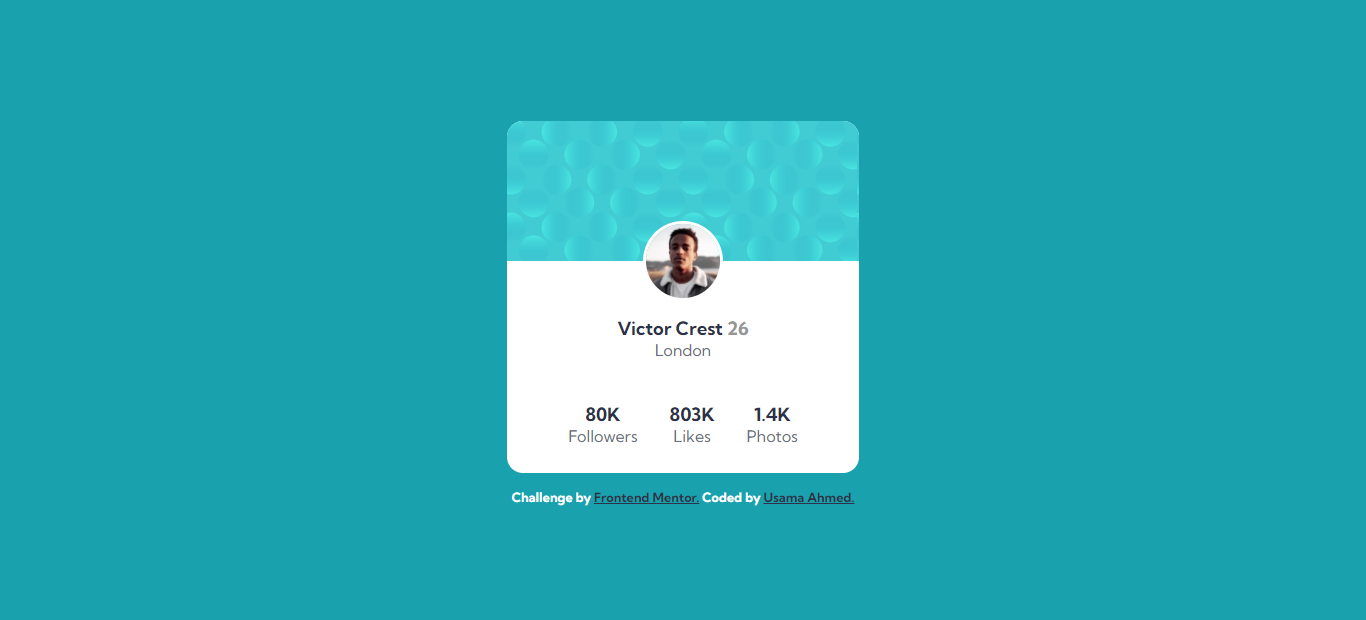 Victor Crest 26
London
80K 803K 1.4K
Followers Likes Photos
Challenge by Frontend Mentor. Coded by Usama Ahmed.